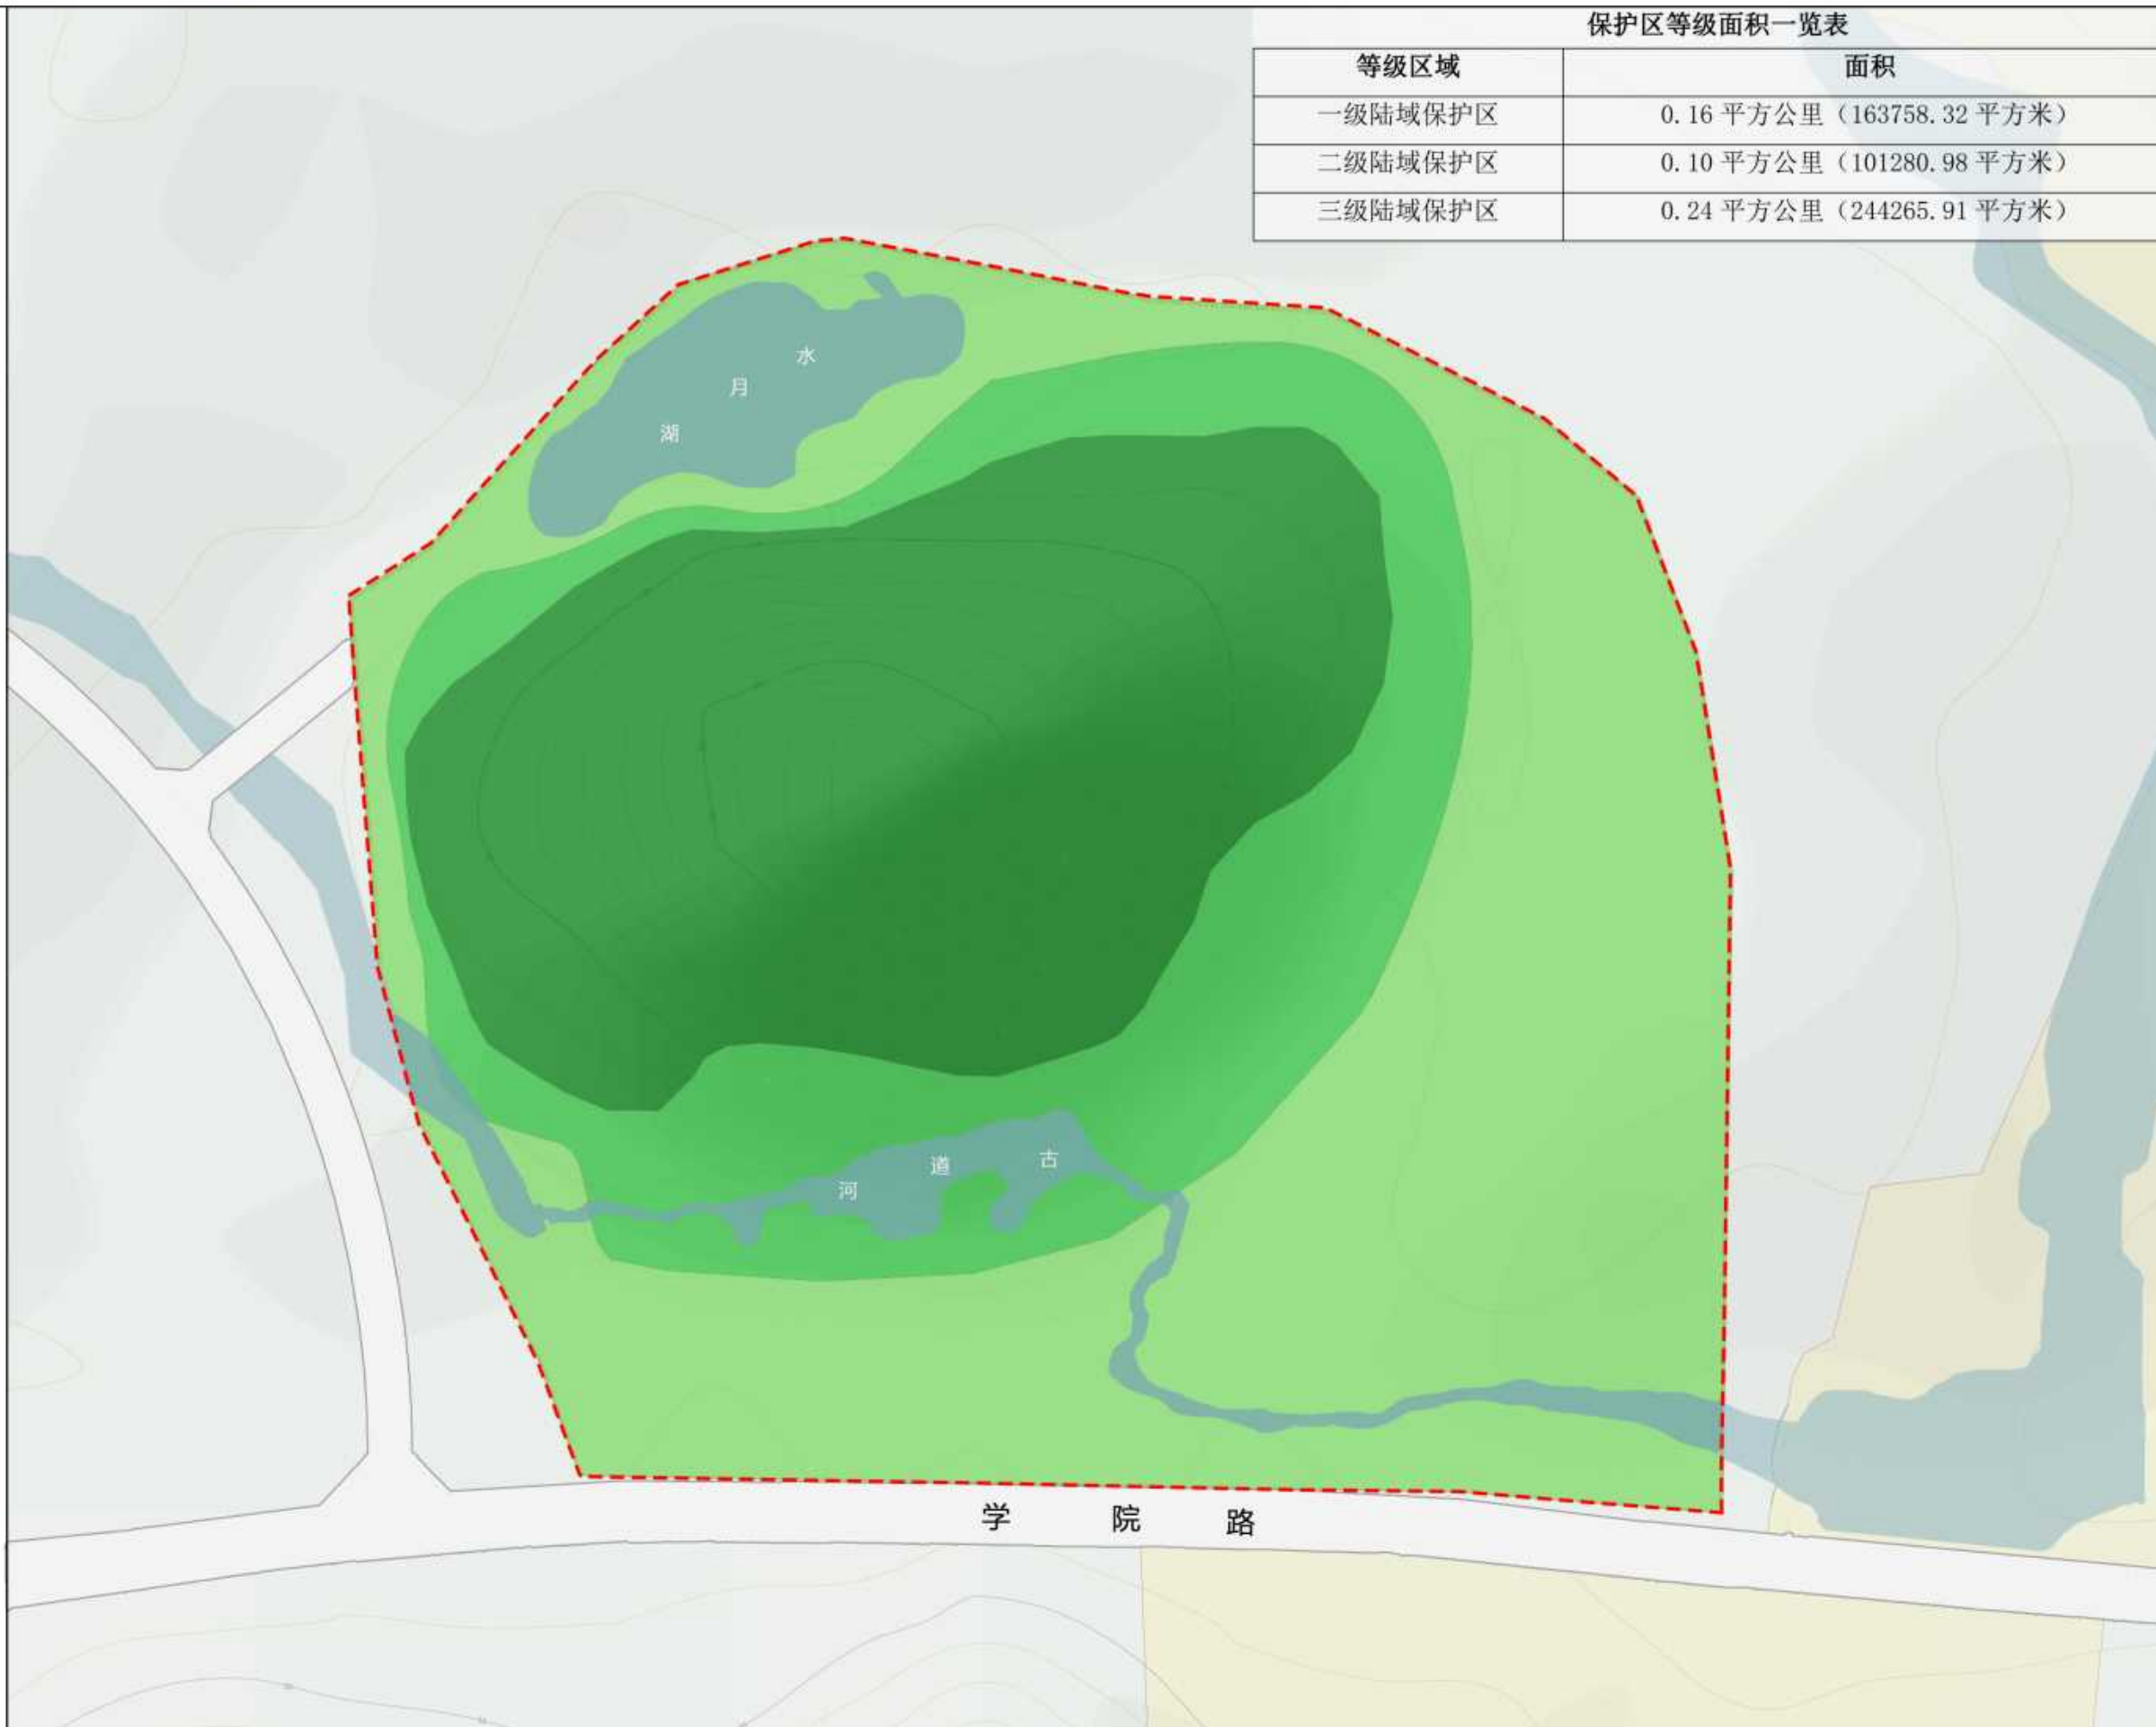 保护区等级面积一览表
等级区域 面积
一级陆域保护区 0.16 平方公里（163758.32 平方米）
二级陆域保护区 0.10 平方公里（101280.98 平方米）
三级陆域保护区 0.24 平方公里（244265.91 平方米）
水
月
湖
古
道
河
学 院 路